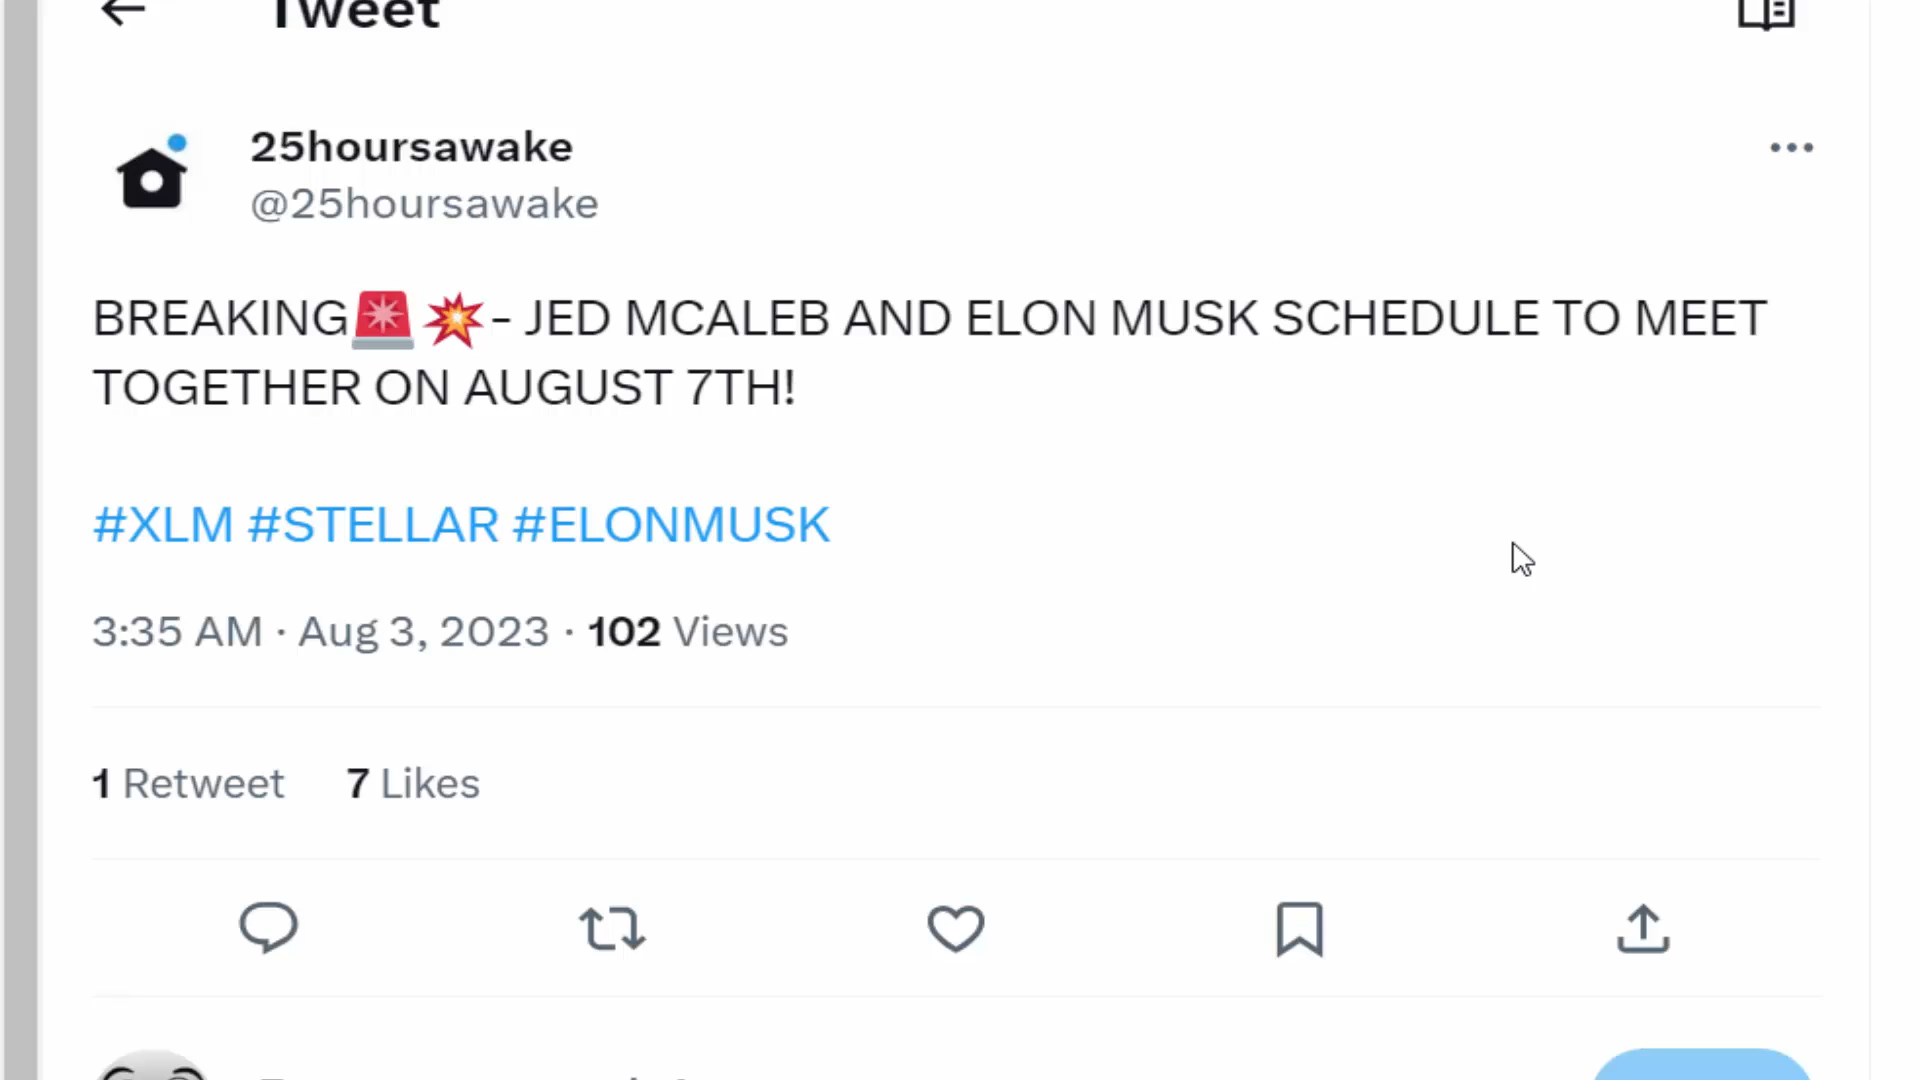 Tweet
25hoursawake
@25hoursawake
BREAKING🚨💥- JED MCALEB AND ELON MUSK SCHEDULE TO MEET
TOGETHER ON AUGUST 7TH!
#XLM #STELLAR #ELONMUSK
3:35 AM · Aug 3, 2023 · 102 Views
1 Retweet 7 Likes